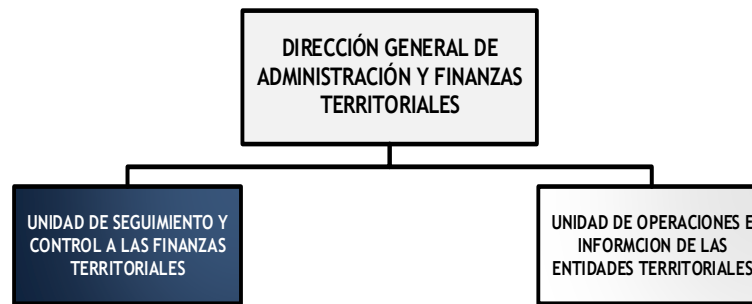 DIRECCIÓN GENERAL DE
ADMINISTRACIÓN Y FINANZAS
TERRITORIALES
UNIDAD DE SEGUIMIENTO Y
CONTROL A LAS FINANZAS
TERRITORIALES
UNIDAD DE OPERACIONES E
INFORMCION DE LAS
ENTIDADES TERRITORIALES